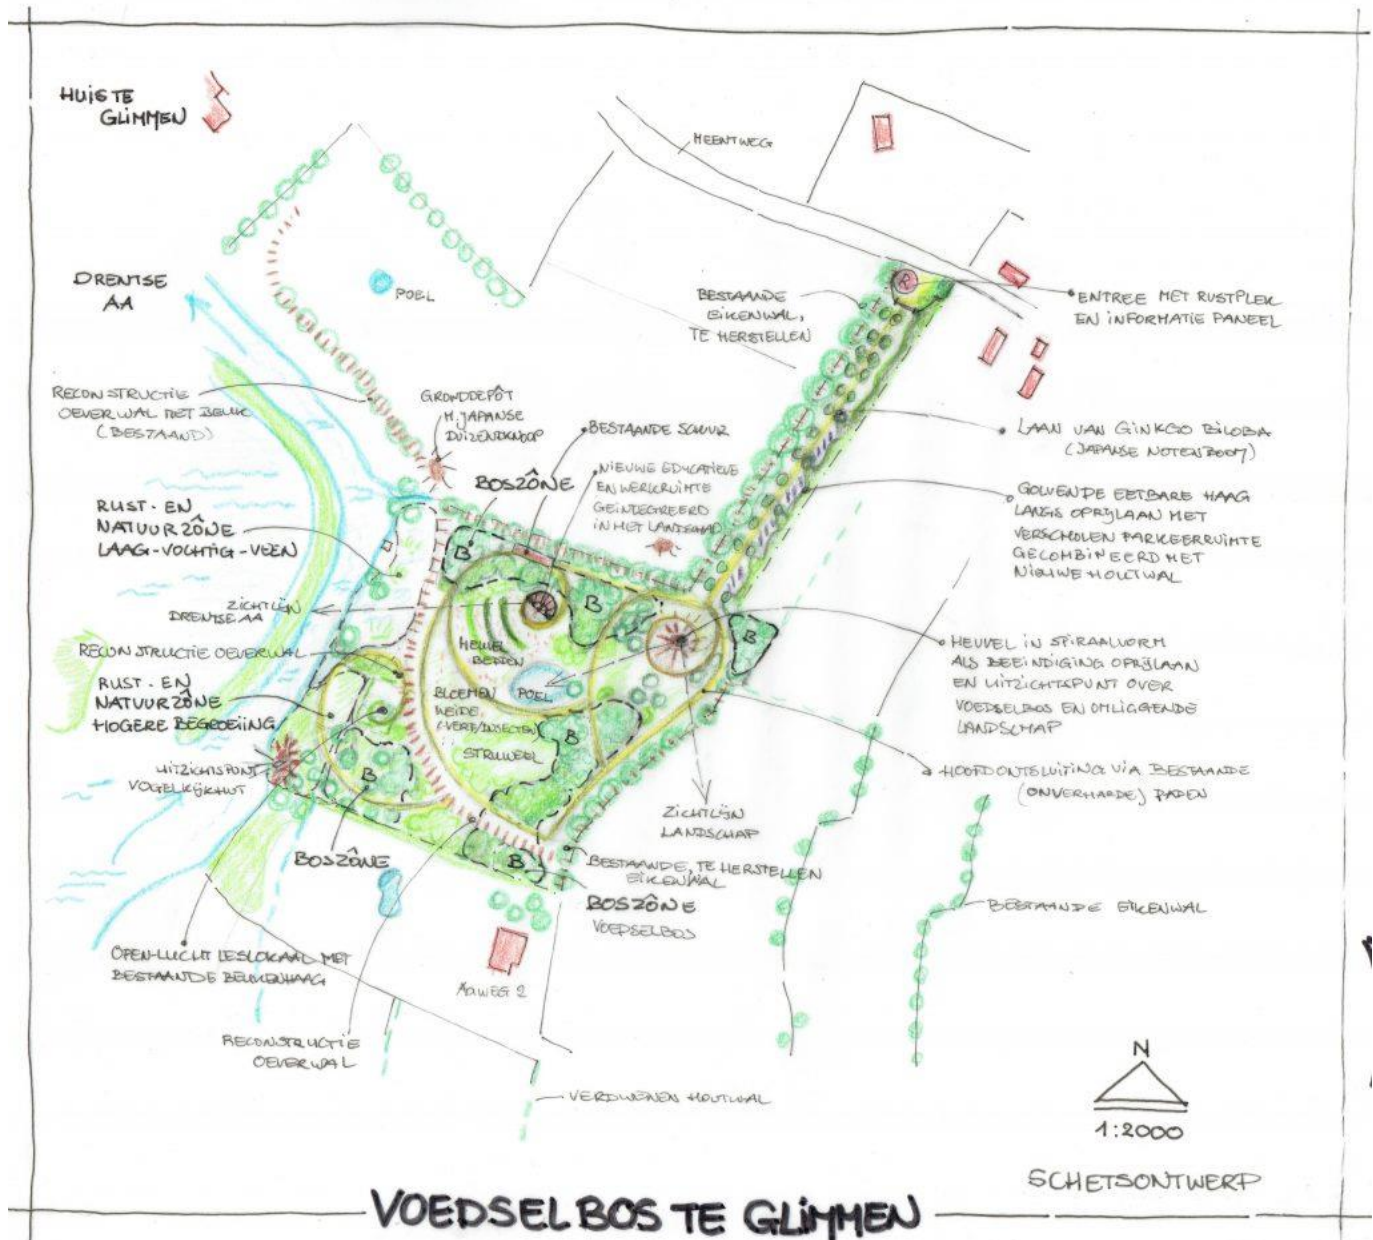 HUIS TE
GLIMMEN
MEENTWEG
DRENTSE
AA
POEL
BESTAANDE
EIKENWAL,
TE HERSTELLEN
R
ENTREE MET RUSTPLEK
EN INFORMATIE PANEEL
RECONSTRUCTIE
OEVERWAL MET BEUK
(BESTAAND)
GRONDDEPÔT
M. JAPANSE
DUIZENDKNOOP
BESTAANDE SCHUUR
LAAN VAN GINKGO BILOBA
(JAPANSE NOTENBOOM)
BOSZÔNE
NIEUWE EDUCATIEVE
EN WERKRUIMTE
GEINTEGREERD
IN HET LANDSCHAP
GOLVENDE EETBARE HAAG
LANGS OPRIJLAAN MET
VERSCHOLEN PARKEERRUIMTE
GECOMBINEERD MET
NIEUWE HOUTWAL
RUST- EN
NATUURZÔNE
LAAG-VOCHTIG-VEEN
B
B
B
ZICHTLIJN
DRENTSE AA
HEUVEL
BEDDEN
HEUVEL IN SPIRAALVORM
ALS BEEINDIGING OPRIJLAAN
EN UITZICHTSPUNT OVER
VOEDSELBOS EN OMLIGGENDE
LANDSCHAP
RECONSTRUCTIE OEVERWAL
RUST- EN
NATUURZÔNE
HOGERE BEGROEIING
BLOEMEN
WEIDE
(VERF/INSECTEN)
POEL
STRUWEEL
B
UITZICHTSPUNT
VOGELKIJKHUT
B
HOOFDONTSLUITING VIA BESTAANDE
(ONVERHARDE) PADEN
ZICHTLIJN
LANDSCHAP
BOSZÔNE
B
BESTAANDE, TE HERSTELLEN
EIKENWAL
BOSZÔNE
VOEDSELBOS
BESTAANDE EIKENWAL
OPEN-LUCHT LESLOKAAL MET
BESTAANDE BEUKENHAAG
AAWEG 2
RECONSTRUCTIE
OEVERWAL
VERDWENEN HOUTWAL
N
1:2000
SCHETSONTWERP
VOEDSELBOS TE GLIMMEN